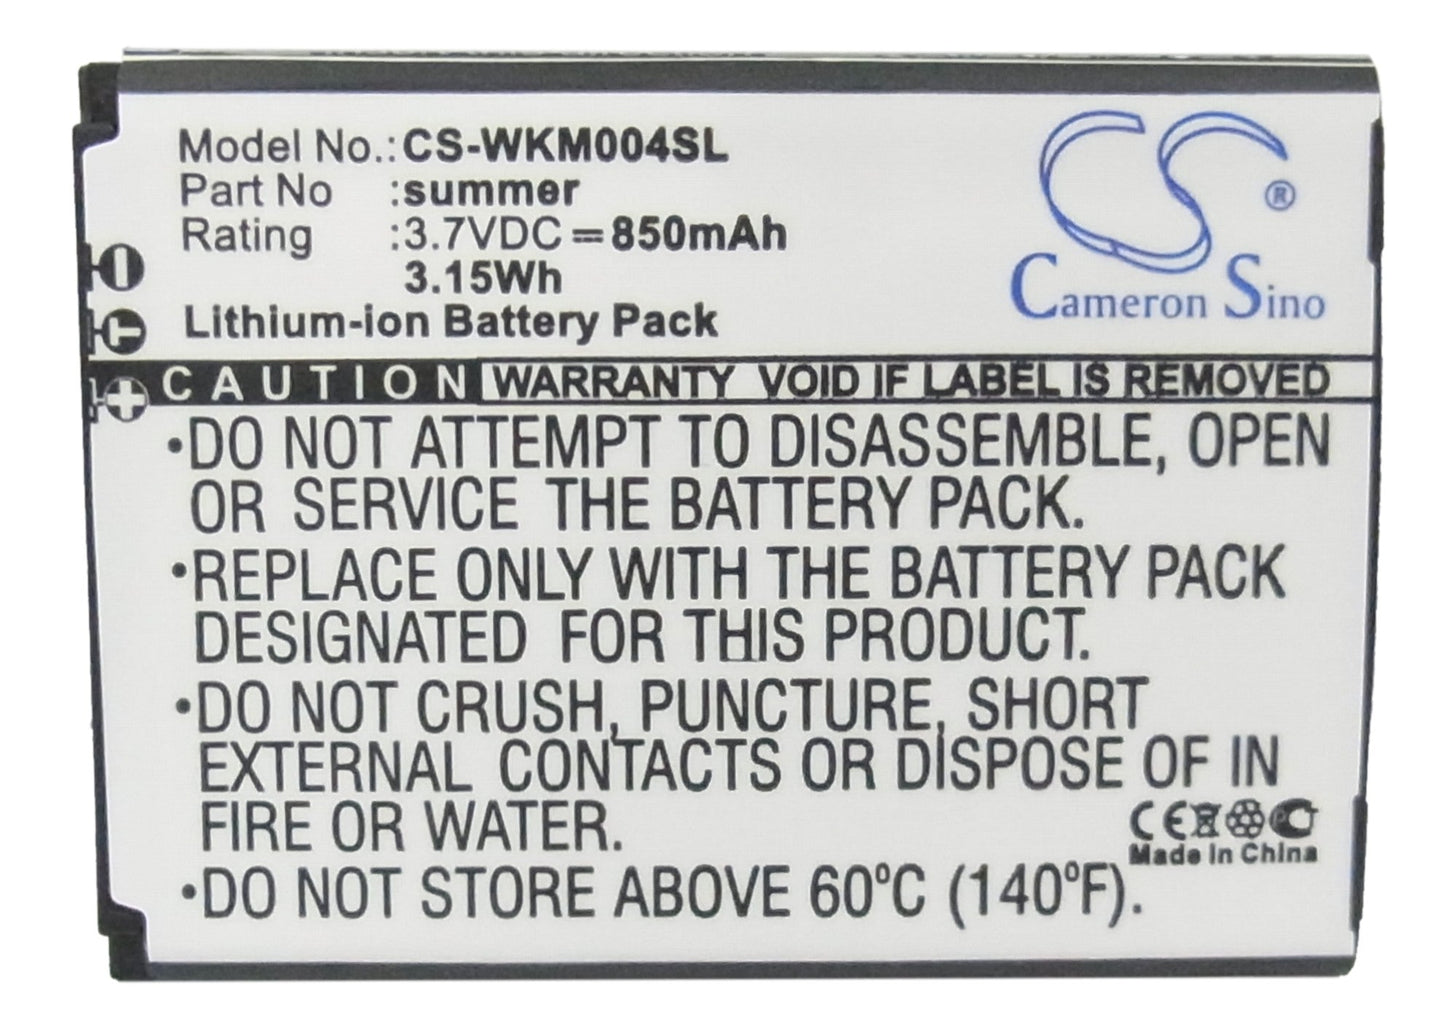 Model No.:CS-WKM004SL
Part No :summer
Rating :3.7VDC⎓850mAh
3.15Wh
Lithium-ion Battery Pack
CS®
Cameron Sino
CAUTION WARRANTY VOID IF LABEL IS REMOVED
•DO NOT ATTEMPT TO DISASSEMBLE, OPEN
OR SERVICE THE BATTERY PACK.
•REPLACE ONLY WITH THE BATTERY PACK
DESIGNATED FOR THIS PRODUCT.
•DO NOT CRUSH, PUNCTURE, SHORT
EXTERNAL CONTACTS OR DISPOSE OF IN
FIRE OR WATER.
CE
Made in China
•DO NOT STORE ABOVE 60°C (140°F).